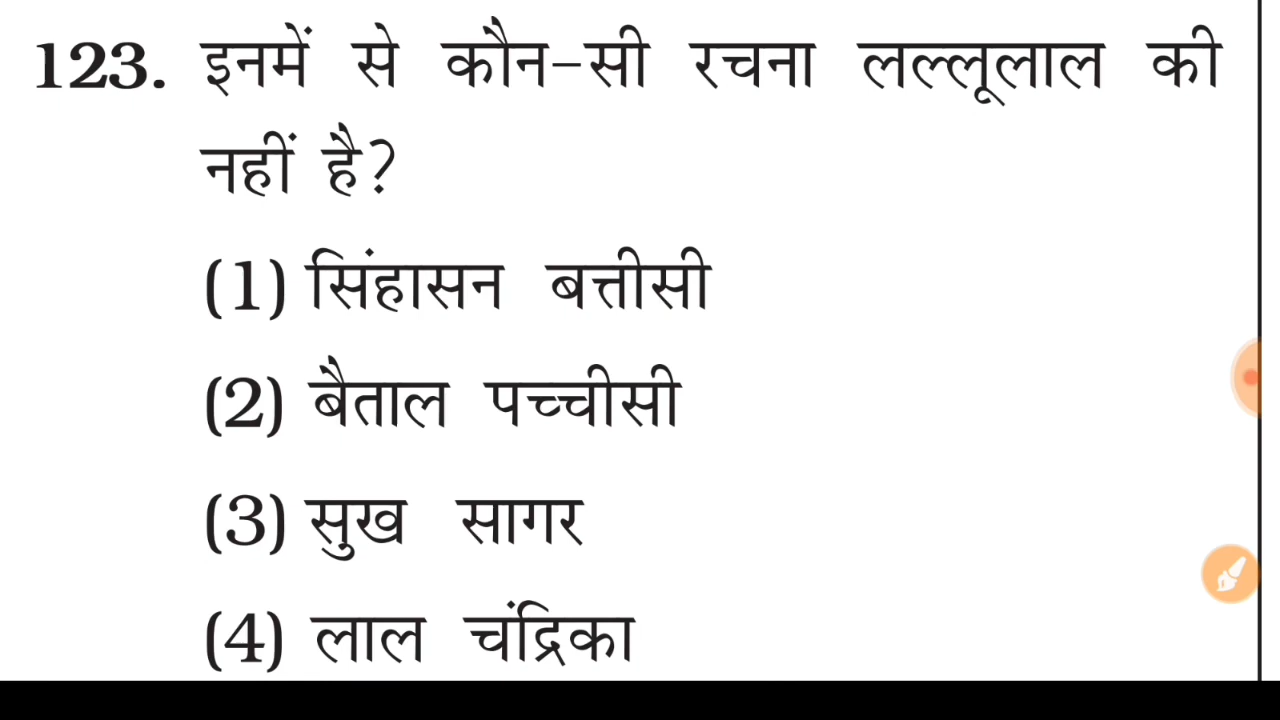 123. इनमें से कौन-सी रचना लल्लूलाल की
नहीं है?
(1) सिंहासन बत्तीसी
(2) बैताल पच्चीसी
(3) सुख सागर
(4) लाल चंद्रिका